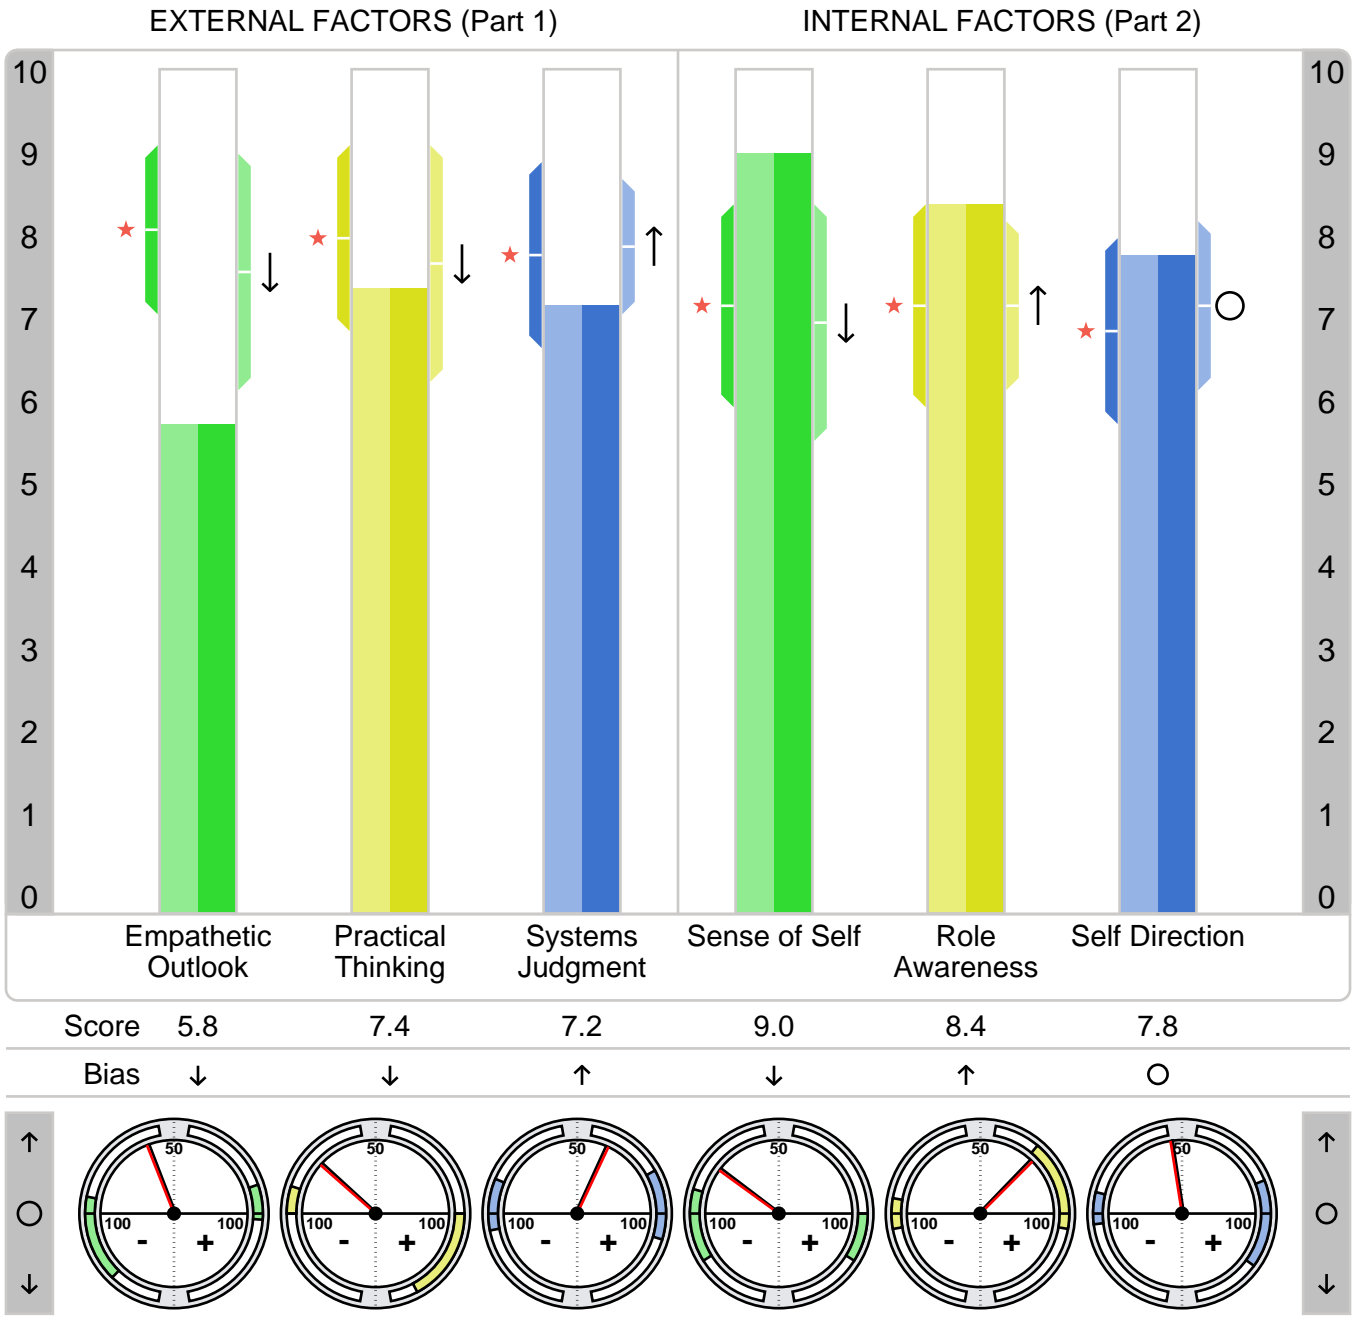 EXTERNAL FACTORS (Part 1) INTERNAL FACTORS (Part 2)
10 10
9 9
8 8
7 7
6 6
5 5
4 4
3 3
2 2
1 1
0 0
Empathetic Practical Systems Sense of Self Role Self Direction
Outlook Thinking Judgment Awareness
Score 5.8 7.4 7.2 9.0 8.4 7.8
Bias ↓ ↓ ↑ ↓ ↑ ○
50 50 50 50 50 50
100 100 100 100 100 100 100 100 100 100 100 100
- + - + - + - + - + - +